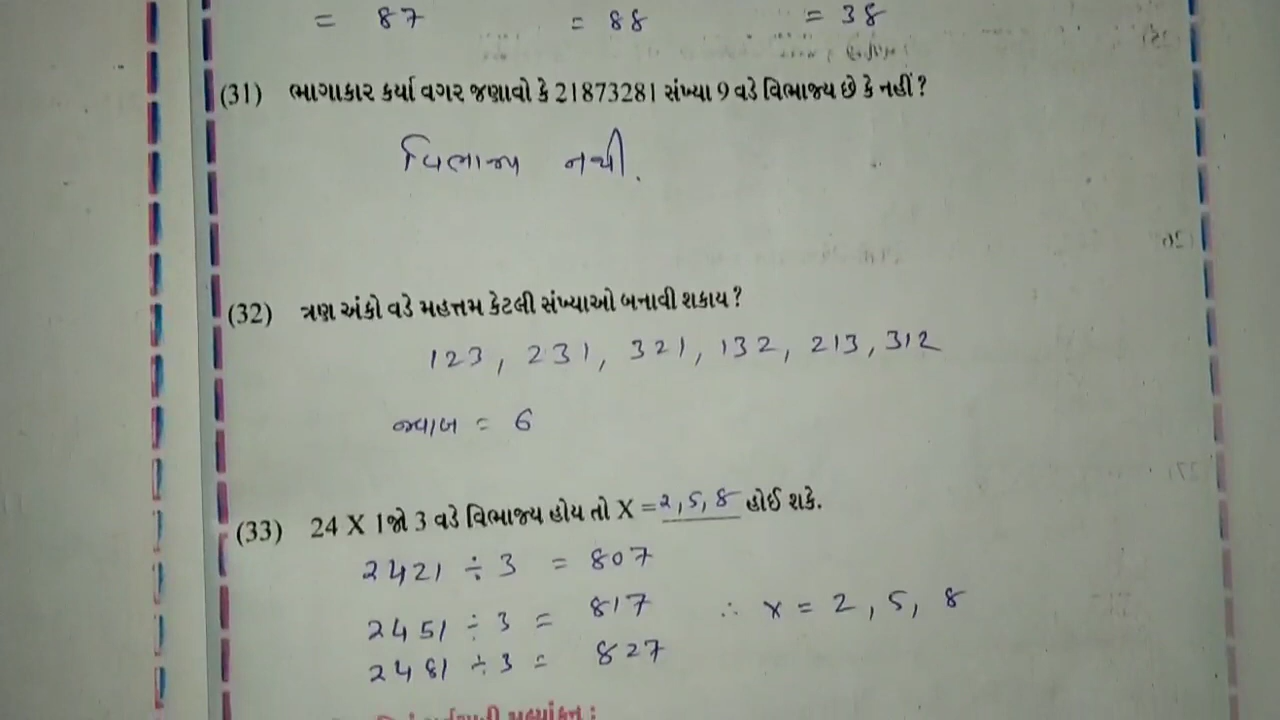 = 87 = 88 = 38
(31) ભાગાકાર કર્યા વગર જણાવો કે 21873281 સંખ્યા 9 વડે વિભાજ્ય છે કે નહીં ?
વિભાજ્ય નથી.
(32) ત્રણ અંકો વડે મહત્તમ કેટલી સંખ્યાઓ બનાવી શકાય ?
123, 231, 321, 132, 213, 312
જવાબ = 6
(33) 24 X 1જો 3 વડે વિભાજ્ય હોય તો X = 2, 5, 8 હોઈ શકે.
2421 ÷ 3 = 807
2451 ÷ 3 = 817 ∴ x = 2, 5, 8
2481 ÷ 3 = 827